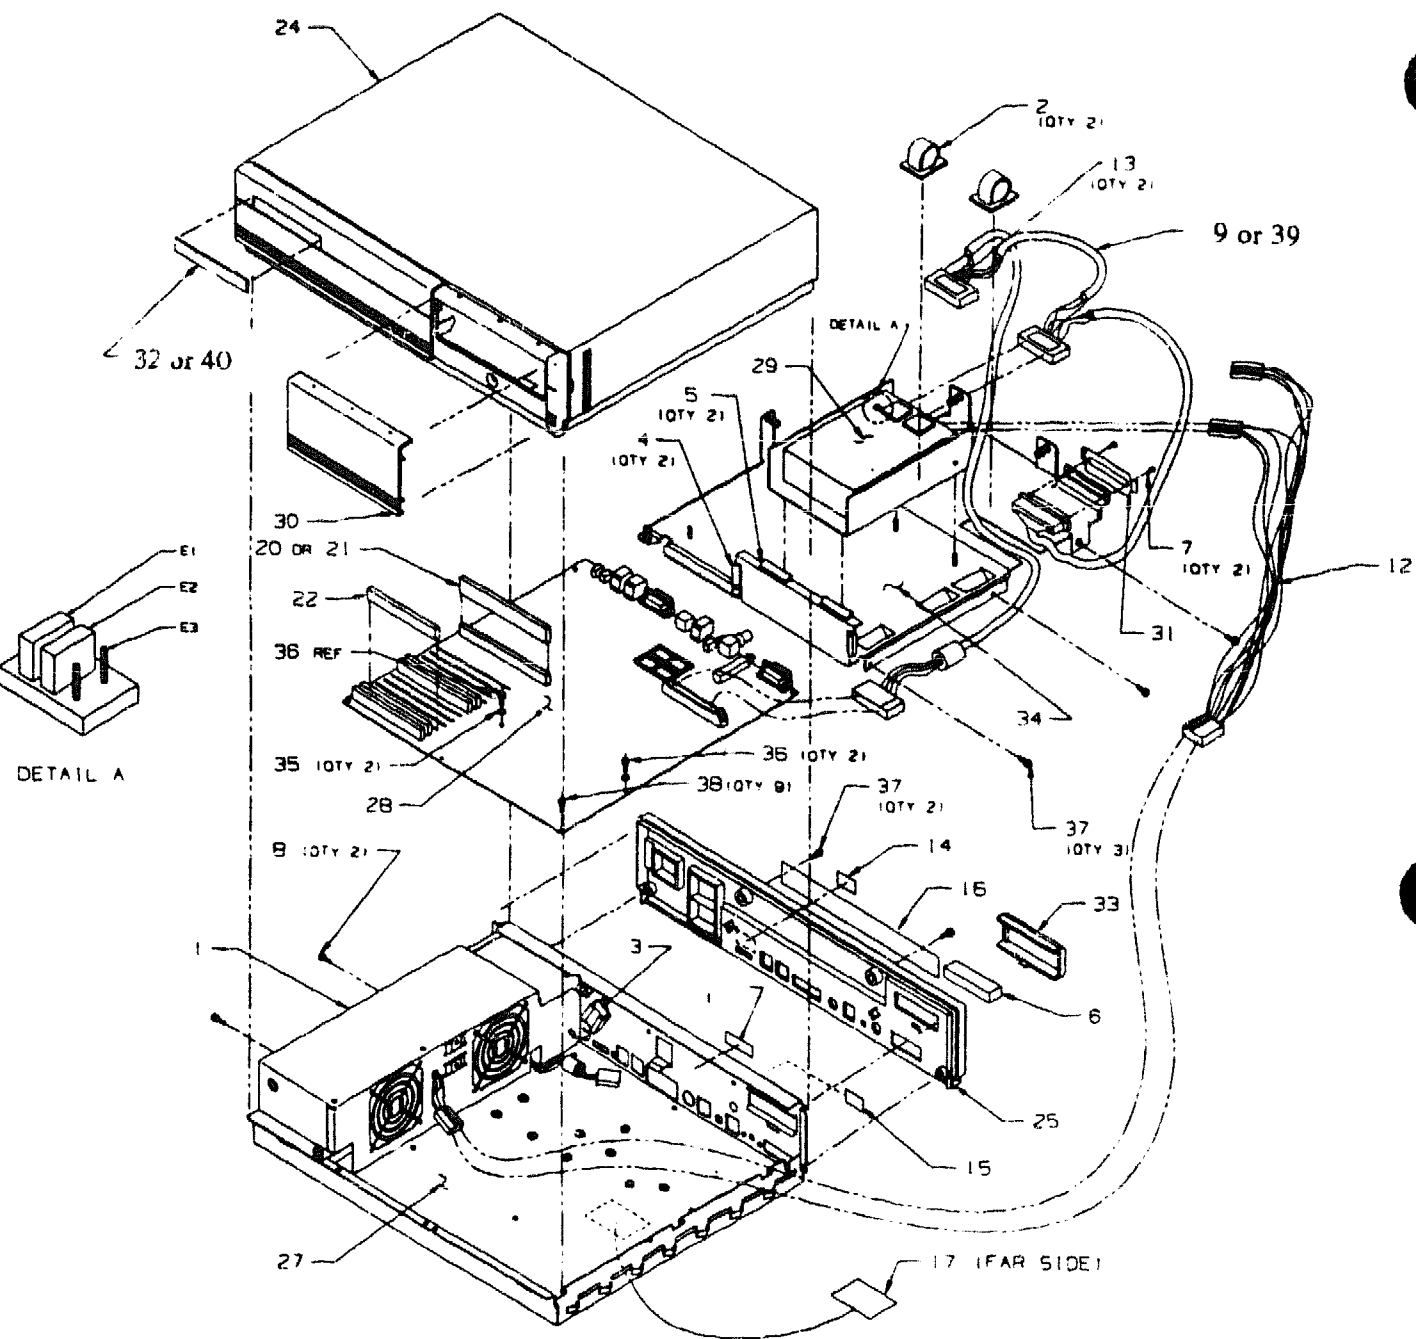 24
2
(QTY 2)
13
(QTY 2)
9 or 39
32 or 40
DETAIL A
29
5
(QTY 2)
4
(QTY 2)
30
20 OR 21
22
36 REF
E1
E2
E3
7
(QTY 2)
12
31
34
DETAIL A
35 (QTY 2)
28
36 (QTY 2)
38 (QTY 9)
37
(QTY 2)
37
(QTY 3)
8 (QTY 2)
14
16
33
1
3
6
25
15
27
17 (FAR SIDE)